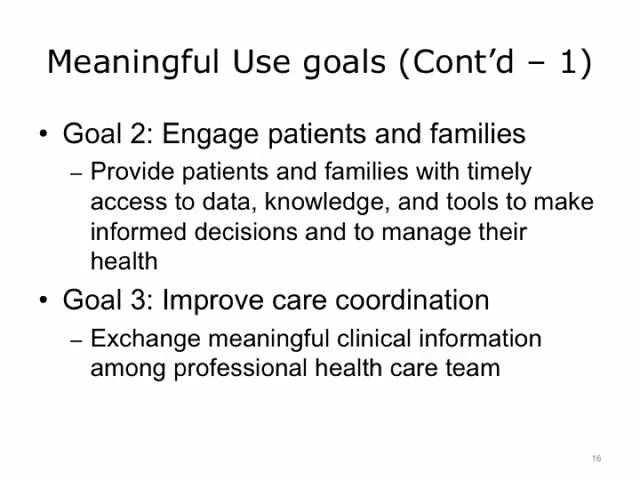 Meaningful Use goals (Cont’d – 1)
• Goal 2: Engage patients and families
– Provide patients and families with timely
access to data, knowledge, and tools to make
informed decisions and to manage their
health
• Goal 3: Improve care coordination
– Exchange meaningful clinical information
among professional health care team
16